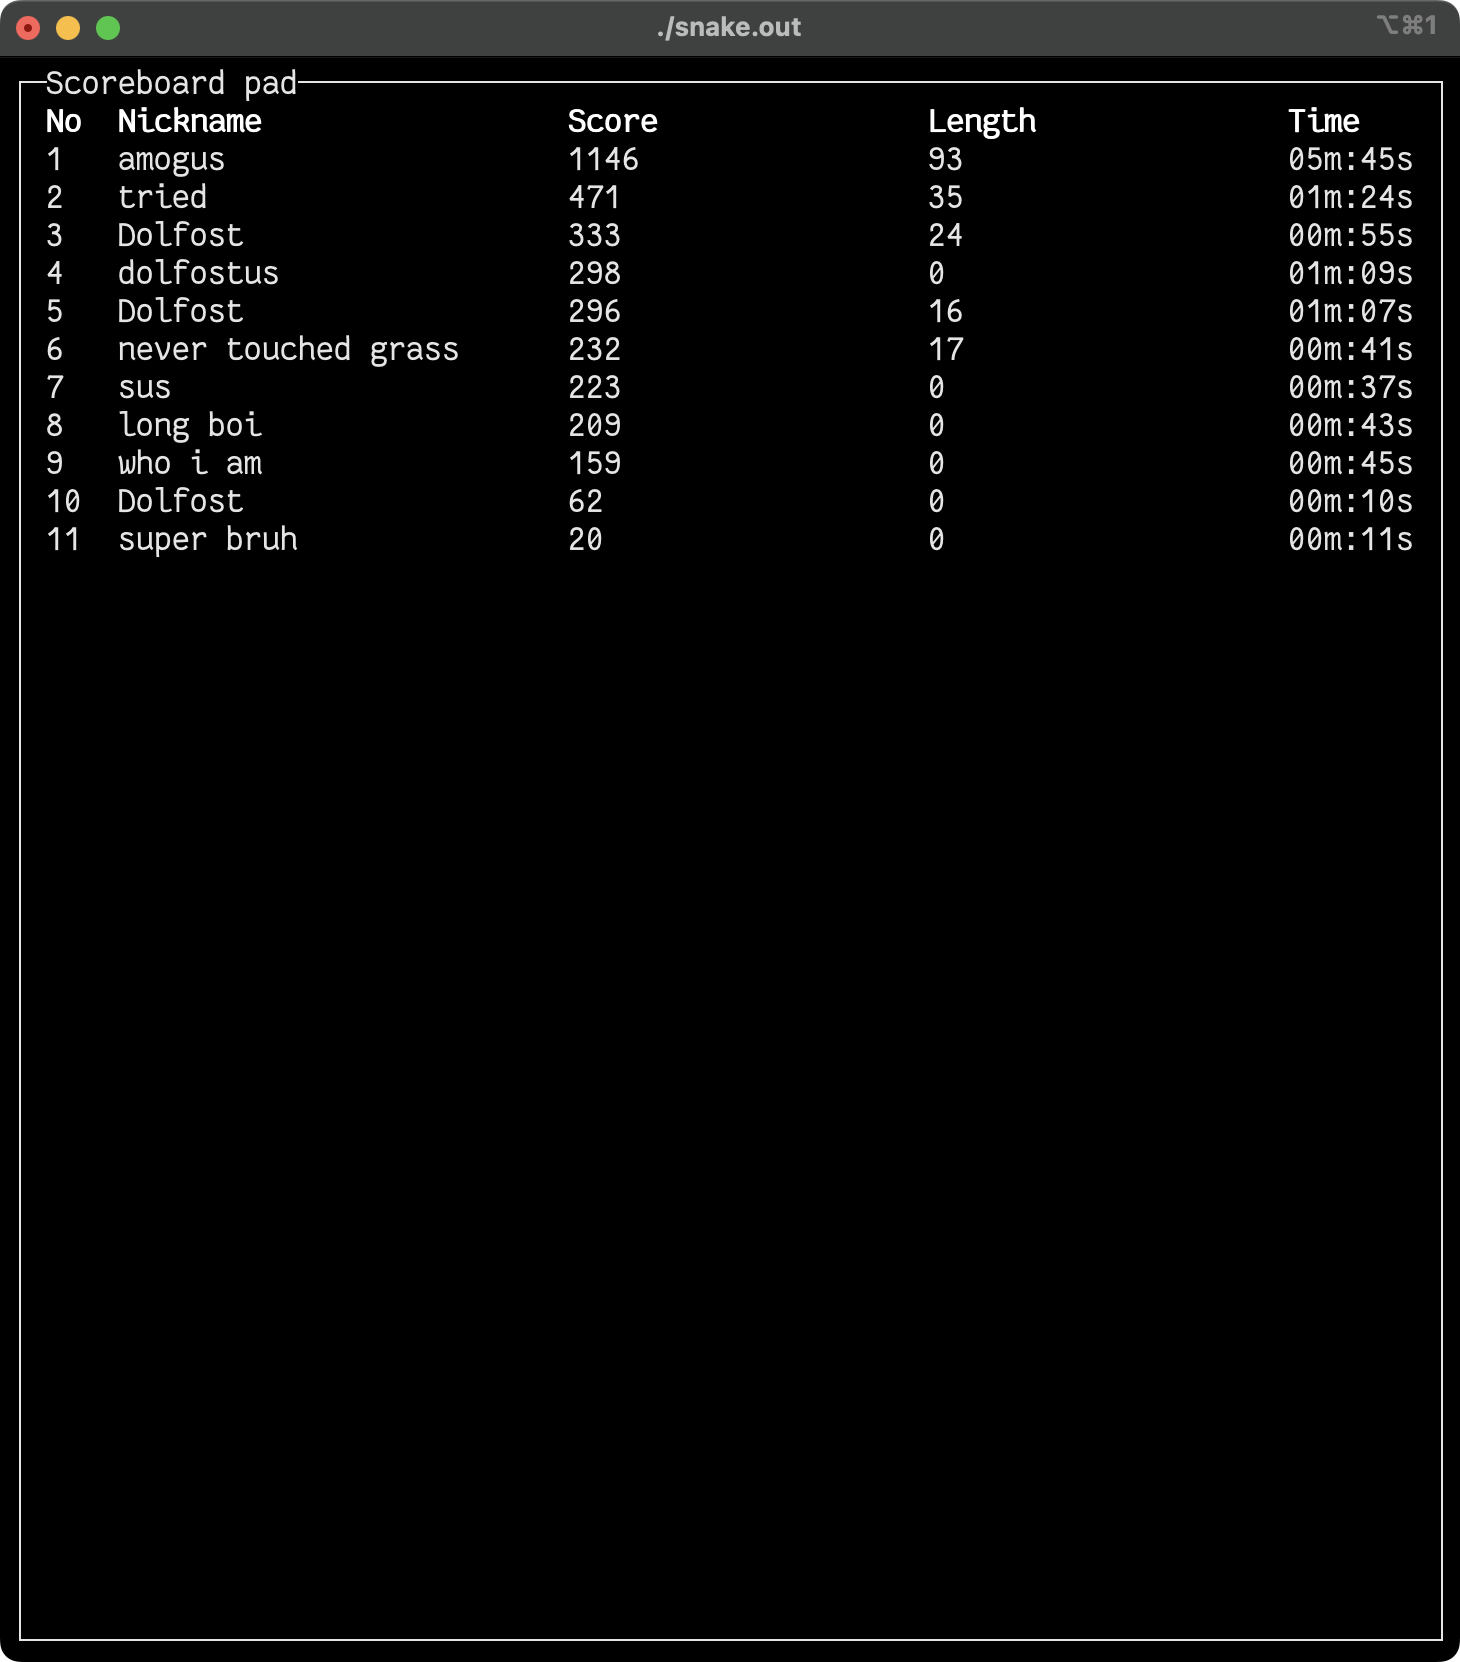 ./snake.out ⌥⌘1
Scoreboard pad
No Nickname Score Length Time
1 amogus 1146 93 05m:45s
2 tried 471 35 01m:24s
3 Dolfost 333 24 00m:55s
4 dolfostus 298 0 01m:09s
5 Dolfost 296 16 01m:07s
6 never touched grass 232 17 00m:41s
7 sus 223 0 00m:37s
8 long boi 209 0 00m:43s
9 who i am 159 0 00m:45s
10 Dolfost 62 0 00m:10s
11 super bruh 20 0 00m:11s